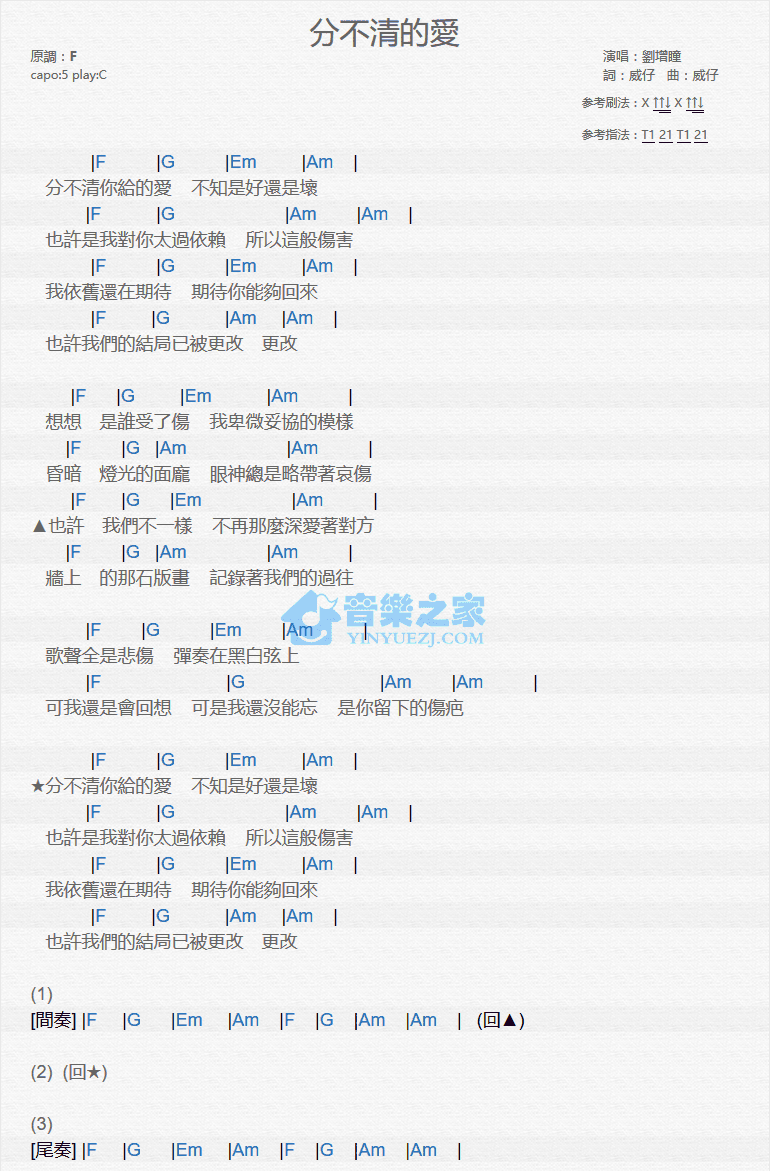 分不清的愛
原調：F
演唱：劉增瞳
capo:5 play:C
詞：威仔 曲：威仔
参考刷法：X ↑↑↓ X ↑↑↓
参考指法：T1 21 T1 21
|F |G |Em |Am |
分不清你給的愛 不知是好還是壞
|F |G |Am |Am |
也許是我對你太過依賴 所以這般傷害
|F |G |Em |Am |
我依舊還在期待 期待你能夠回來
|F |G |Am |Am |
也許我們的結局已被更改 更改
|F |G |Em |Am |
想想 是誰受了傷 我卑微妥協的模樣
|F |G |Am |Am |
昏暗 燈光的面龐 眼神總是略帶著哀傷
|F |G |Em |Am |
▲也許 我們不一樣 不再那麼深愛著對方
|F |G |Am |Am |
牆上 的那石版畫 記錄著我們的過往
音樂之家
YINYUEZJ.COM
|F |G |Em |Am |
歌聲全是悲傷 彈奏在黑白弦上
|F |G |Am |Am |
可我還是會回想 可是我還沒能忘 是你留下的傷疤
|F |G |Em |Am |
★分不清你給的愛 不知是好還是壞
|F |G |Am |Am |
也許是我對你太過依賴 所以這般傷害
|F |G |Em |Am |
我依舊還在期待 期待你能夠回來
|F |G |Am |Am |
也許我們的結局已被更改 更改
(1)
[間奏] |F |G |Em |Am |F |G |Am |Am | (回▲)
(2) (回★)
(3)
[尾奏] |F |G |Em |Am |F |G |Am |Am |